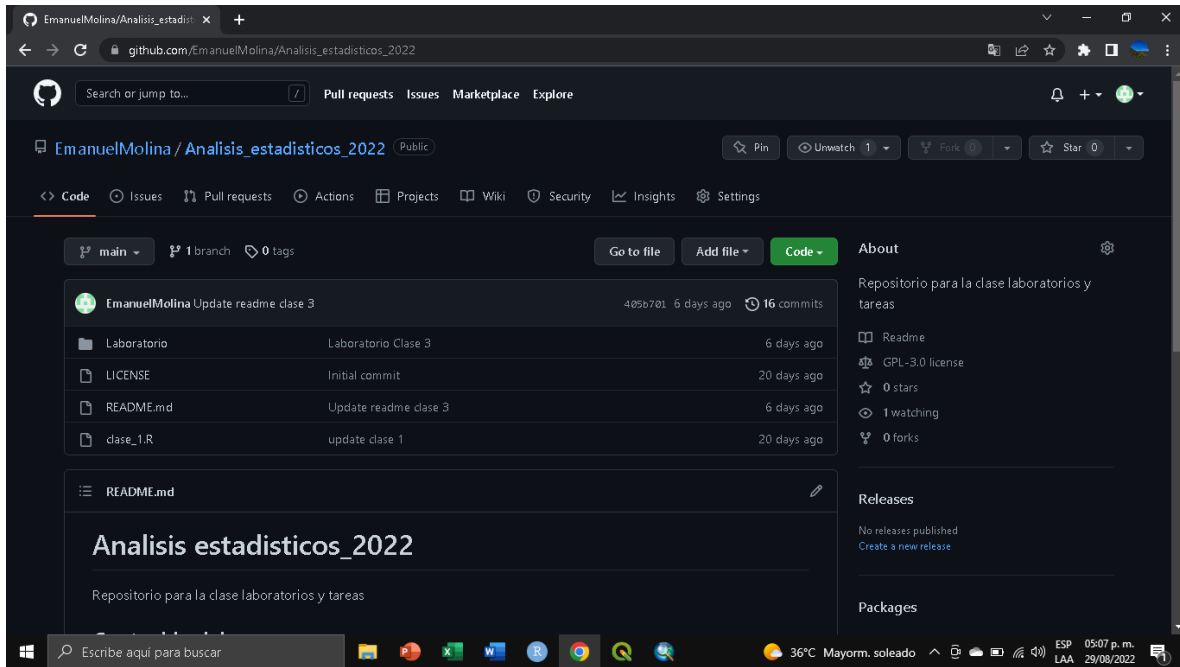 EmanuelMolina/Analisis_estadist
github.com/EmanuelMolina/Analisis_estadisticos_2022
Search or jump to... / Pull requests Issues Marketplace Explore
EmanuelMolina / Analisis_estadisticos_2022 Public
Pin Unwatch 1 Fork 0 Star 0
<> Code Issues Pull requests Actions Projects Wiki Security Insights Settings
main 1 branch 0 tags Go to file Add file Code
About
Repositorio para la clase laboratorios y
tareas
Readme
GPL-3.0 license
0 stars
1 watching
0 forks
EmanuelMolina Update readme clase 3 405b701 6 days ago 16 commits
Laboratorio Laboratorio Clase 3 6 days ago
LICENSE Initial commit 20 days ago
README.md Update readme clase 3 6 days ago
clase_1.R update clase 1 20 days ago
README.md
Analisis estadisticos_2022
Repositorio para la clase laboratorios y tareas
Releases
No releases published
Create a new release
Packages
Escribe aquí para buscar
36°C Mayorm. soleado
ESP
LAA
05:07 p. m.
29/08/2022
1